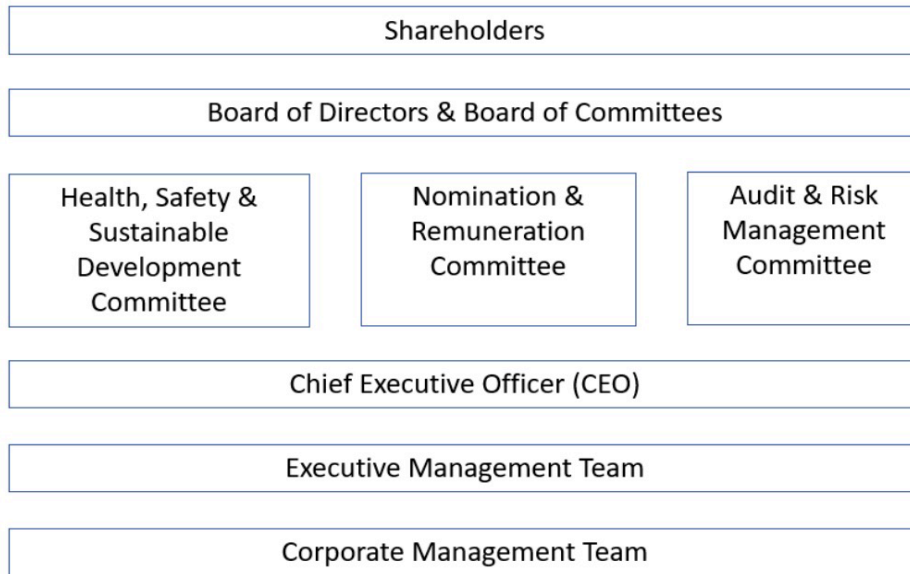 Shareholders
Board of Directors & Board of Committees
Health, Safety &
Sustainable
Development
Committee
Nomination &
Remuneration
Committee
Audit & Risk
Management
Committee
Chief Executive Officer (CEO)
Executive Management Team
Corporate Management Team